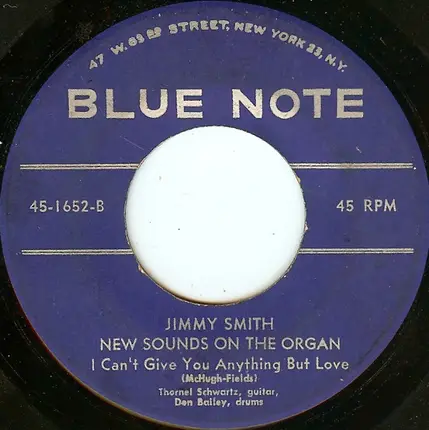 47 W. 63RD STREET, NEW YORK 23, N.Y.
BLUE NOTE
45-1652-B
45 RPM
JIMMY SMITH
NEW SOUNDS ON THE ORGAN
I Can't Give You Anything But Love
(McHugh-Fields)
Thornel Schwartz, guitar,
Don Bailey, drums